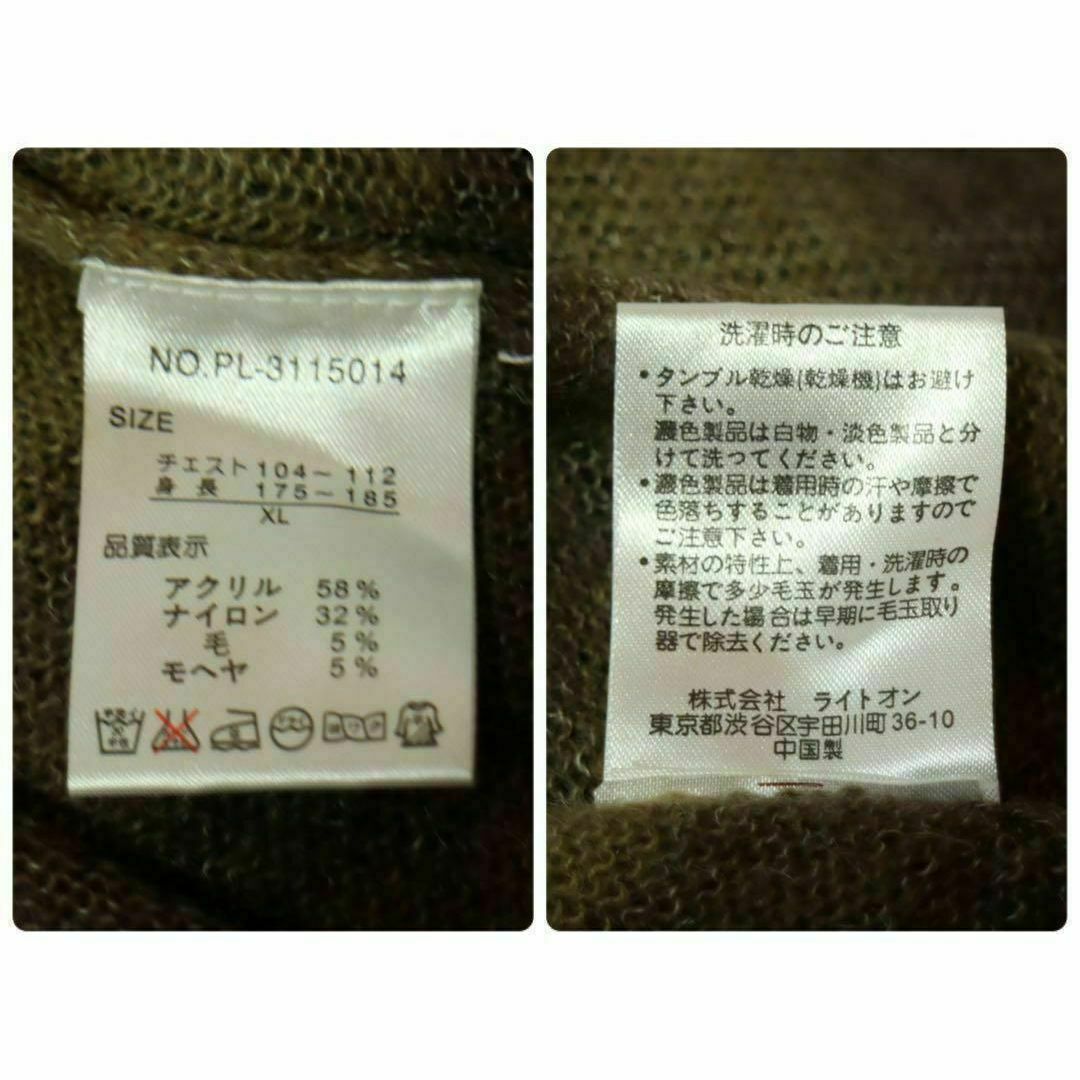 NO.PL-3115014
SIZE
チェスト 104～112
身長 175～185
XL
品質表示
アクリル 58%
ナイロン 32%
毛 5%
モヘヤ 5%
洗濯時のご注意
•タンブル乾燥(乾燥機)はお避け
下さい。
濃色製品は白物・淡色製品と分
けて洗ってください。
•濃色製品は着用時の汗や摩擦で
色落ちすることがありますので
ご注意下さい。
•素材の特性上、着用・洗濯時の
摩擦で多少毛玉が発生します。
発生した場合は早期に毛玉取り
器で除去ください。
株式会社 ライトオン
東京都渋谷区宇田川町36-10
中国製